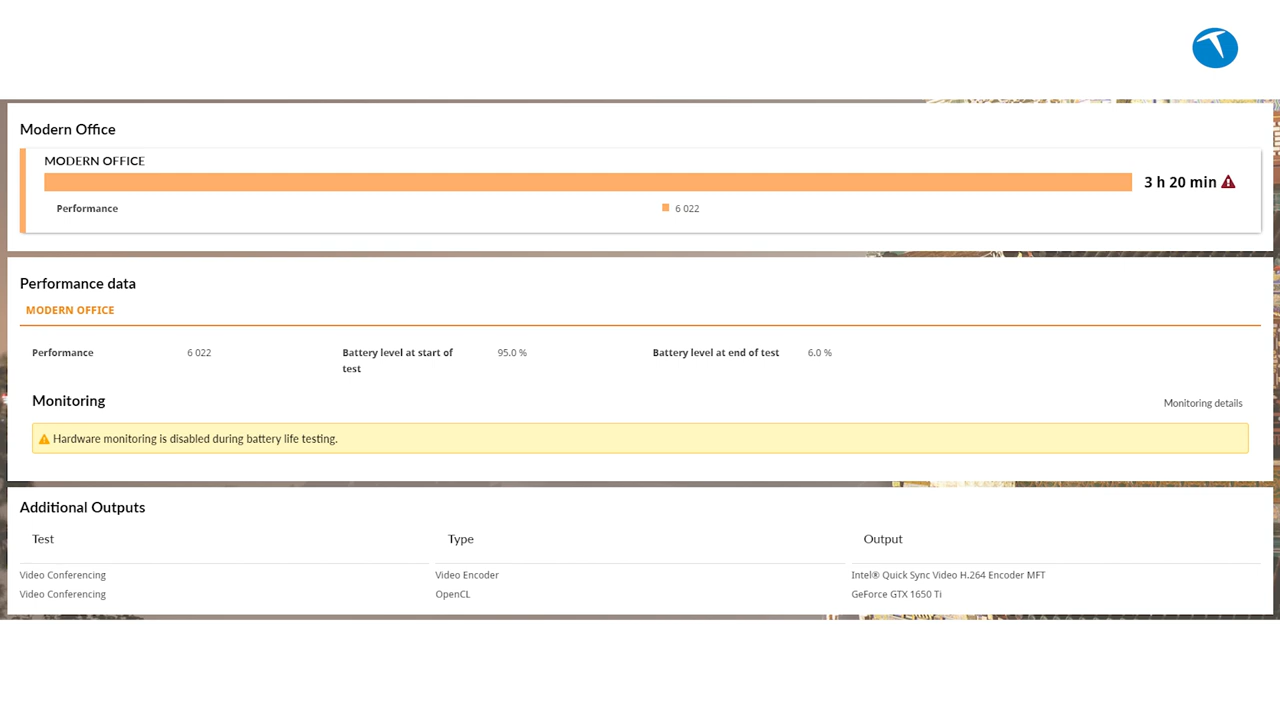 Modern Office
MODERN OFFICE
3 h 20 min
Performance
6 022
Performance data
MODERN OFFICE
Performance
6 022
Battery level at start of
test
95.0 %
Battery level at end of test
6.0 %
Monitoring
Monitoring details
Hardware monitoring is disabled during battery life testing.
Additional Outputs
Test
Type
Output
Video Conferencing
Video Encoder
Intel® Quick Sync Video H.264 Encoder MFT
Video Conferencing
OpenCL
GeForce GTX 1650 Ti